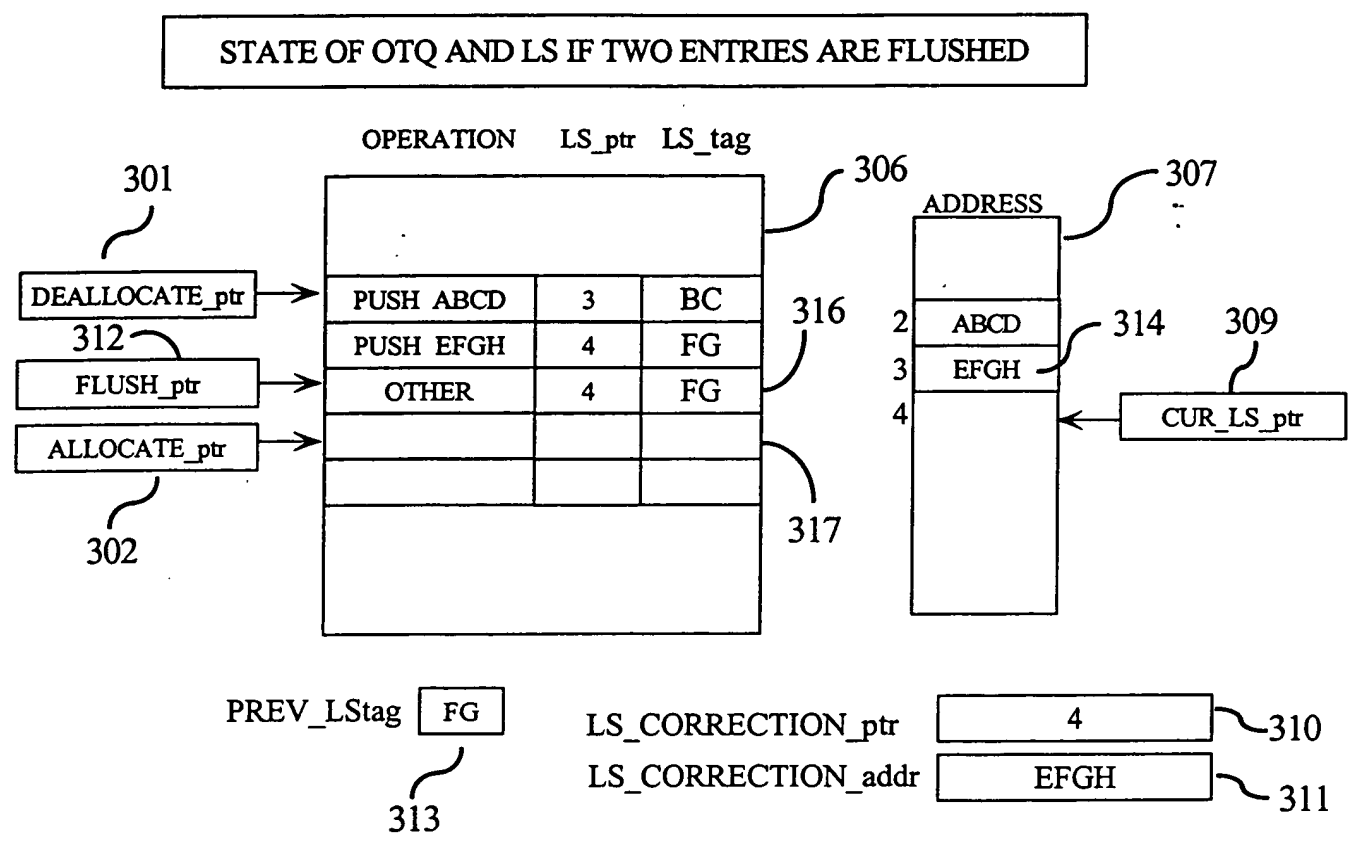 STATE OF OTQ AND LS IF TWO ENTRIES ARE FLUSHED
OPERATION LS_ptr LS_tag
301
306
307
ADDRESS
DEALLOCATE_ptr
PUSH ABCD 3 BC
312
PUSH EFGH 4 FG
316
2 ABCD
314
309
FLUSH_ptr
OTHER 4 FG
3 EFGH
4
CUR_LS_ptr
ALLOCATE_ptr
302
317
PREV_LStag FG
313
LS_CORRECTION_ptr 4
310
LS_CORRECTION_addr EFGH
311